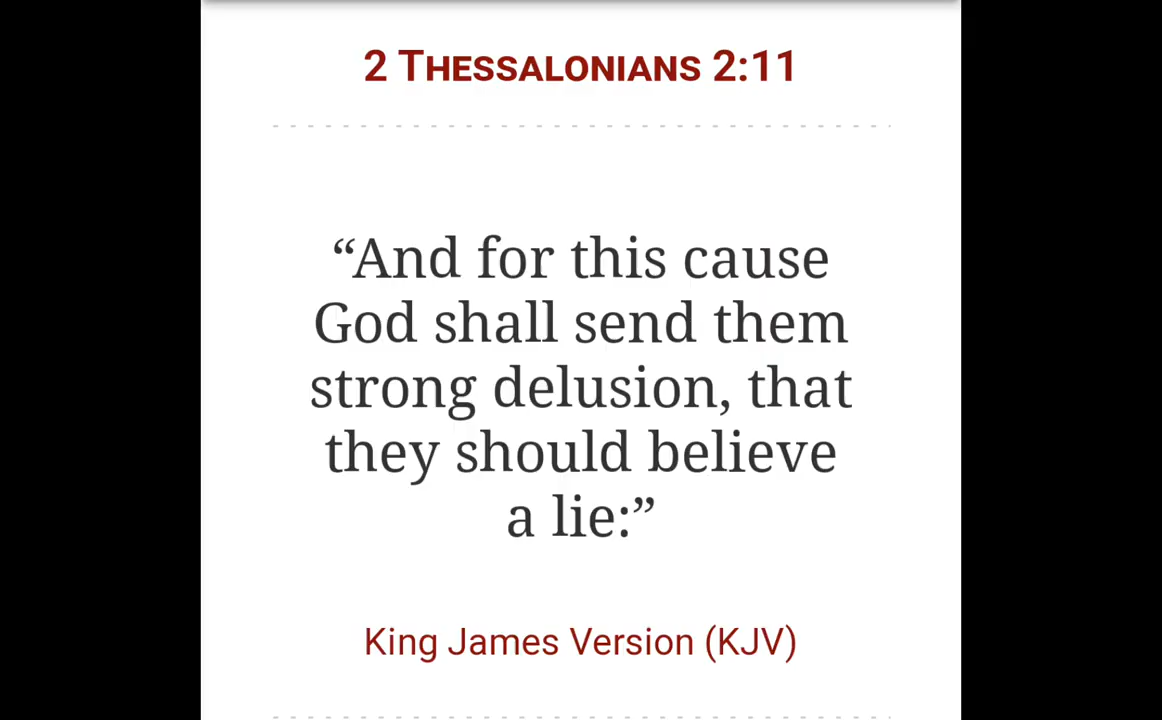 2 THESSALONIANS 2:11
“And for this cause
God shall send them
strong delusion, that
they should believe
a lie:”
King James Version (KJV)